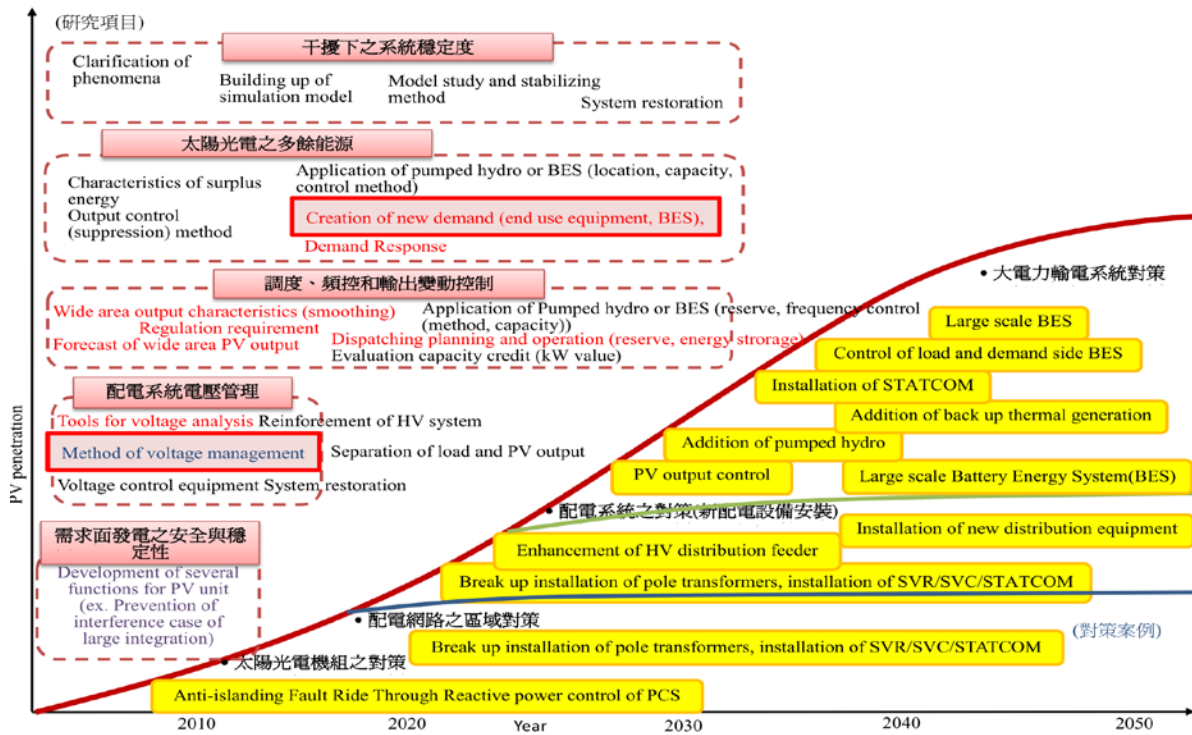 (研究項目)
干擾下之系統穩定度
Clarification of
phenomena
Building up of
simulation model
Model study and stabilizing
method
System restoration
太陽光電之多餘能源
Characteristics of surplus
energy
Output control
(suppression) method
Application of pumped hydro or BES (location, capacity,
control method)
Creation of new demand (end use equipment, BES),
Demand Response
調度、頻控和輸出變動控制
Wide area output characteristics (smoothing)
Regulation requirement
Forecast of wide area PV output
Application of Pumped hydro or BES (reserve, frequency control
(method, capacity))
Dispatching planning and operation (reserve, energy strorage)
Evaluation capacity credit (kW value)
配電系統電壓管理
Tools for voltage analysis Reinforcement of HV system
Method of voltage management
Separation of load and PV output
Voltage control equipment System restoration
需求面發電之安全與穩
定性
Development of several
functions for PV unit
(ex. Prevention of
interference case of
large integration)
• 大電力輸電系統對策
Large scale BES
Control of load and demand side BES
Installation of STATCOM
Addition of back up thermal generation
Addition of pumped hydro
PV output control
Large scale Battery Energy System(BES)
• 配電系統之對策(新配電設備安裝)
Installation of new distribution equipment
Enhancement of HV distribution feeder
Break up installation of pole transformers, installation of SVR/SVC/STATCOM
• 配電網路之區域對策
(對策案例)
Break up installation of pole transformers, installation of SVR/SVC/STATCOM
• 太陽光電機組之對策
Anti-islanding Fault Ride Through Reactive power control of PCS
PV penetration
2010
2020
Year
2030
2040
2050